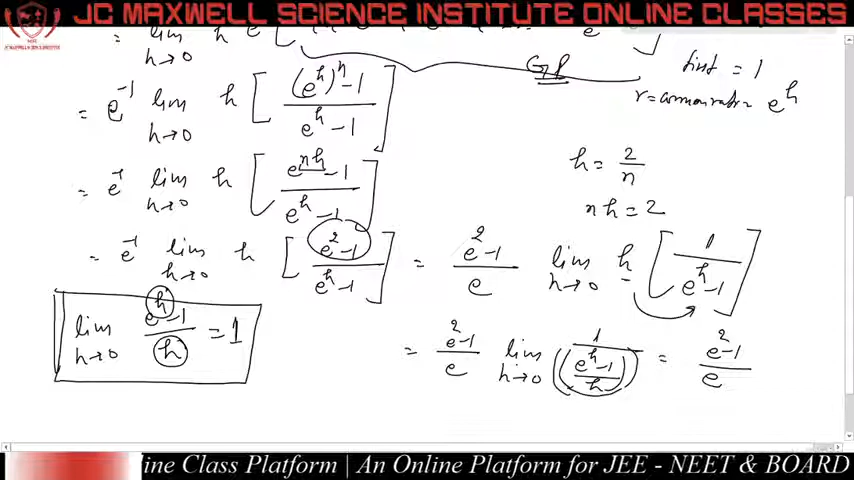 JC MAXWELL SCIENCE INSTITUTE ONLINE CLASSES
h→0
GP
first = 1
r = common ratio = e^h
= e^-1 lim h→0 h [ ((e^h)^n - 1) / (e^h - 1) ]
h = 2/n
= e^-1 lim h→0 h [ (e^nh - 1) / (e^h - 1) ]
nh = 2
= e^-1 lim h→0 h [ (e^2 - 1) / (e^h - 1) ] = (e^2 - 1)/e lim h→0 h [ 1 / (e^h - 1) ]
lim h→0 (e^h - 1)/h = 1
= (e^2 - 1)/e lim h→0 1 / ((e^h - 1)/h) = (e^2 - 1)/e
ine Class Platform | An Online Platform for JEE - NEET & BOARD